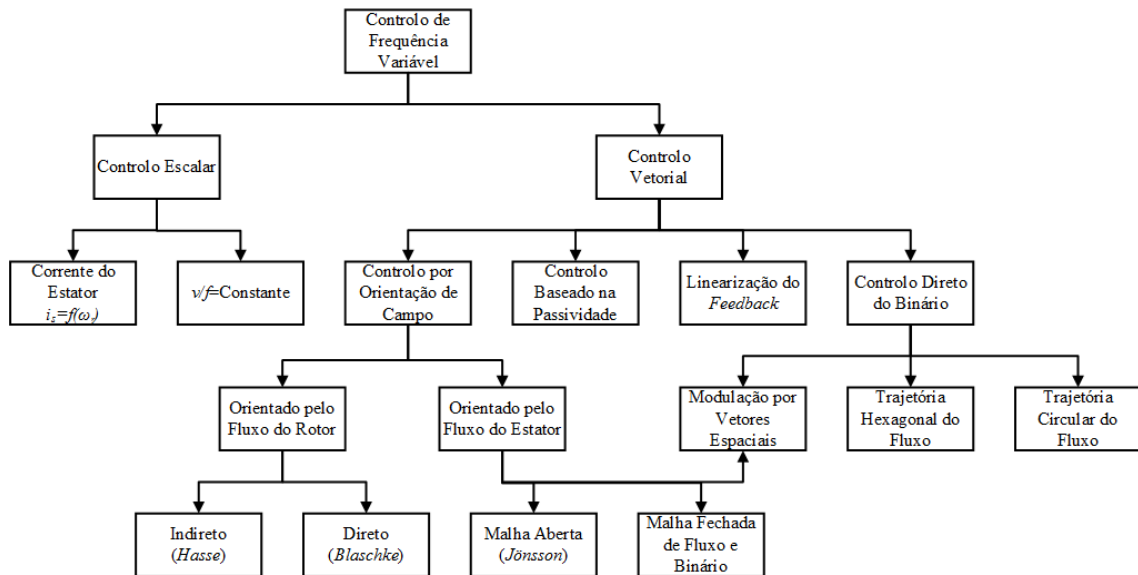 Controlo de
Frequência
Variável
Controlo Escalar
Controlo
Vetorial
Corrente do
Estator
iₛ=f(ωᵣ)
v/f=Constante
Controlo por
Orientação de
Campo
Controlo
Baseado na
Passividade
Linearização do
Feedback
Controlo Direto
do Binário
Orientado pelo
Fluxo do Rotor
Orientado pelo
Fluxo do Estator
Modulação por
Vetores
Espaciais
Trajetória
Hexagonal do
Fluxo
Trajetória
Circular do
Fluxo
Indireto
(Hasse)
Direto
(Blaschke)
Malha Aberta
(Jönsson)
Malha Fechada
de Fluxo e
Binário